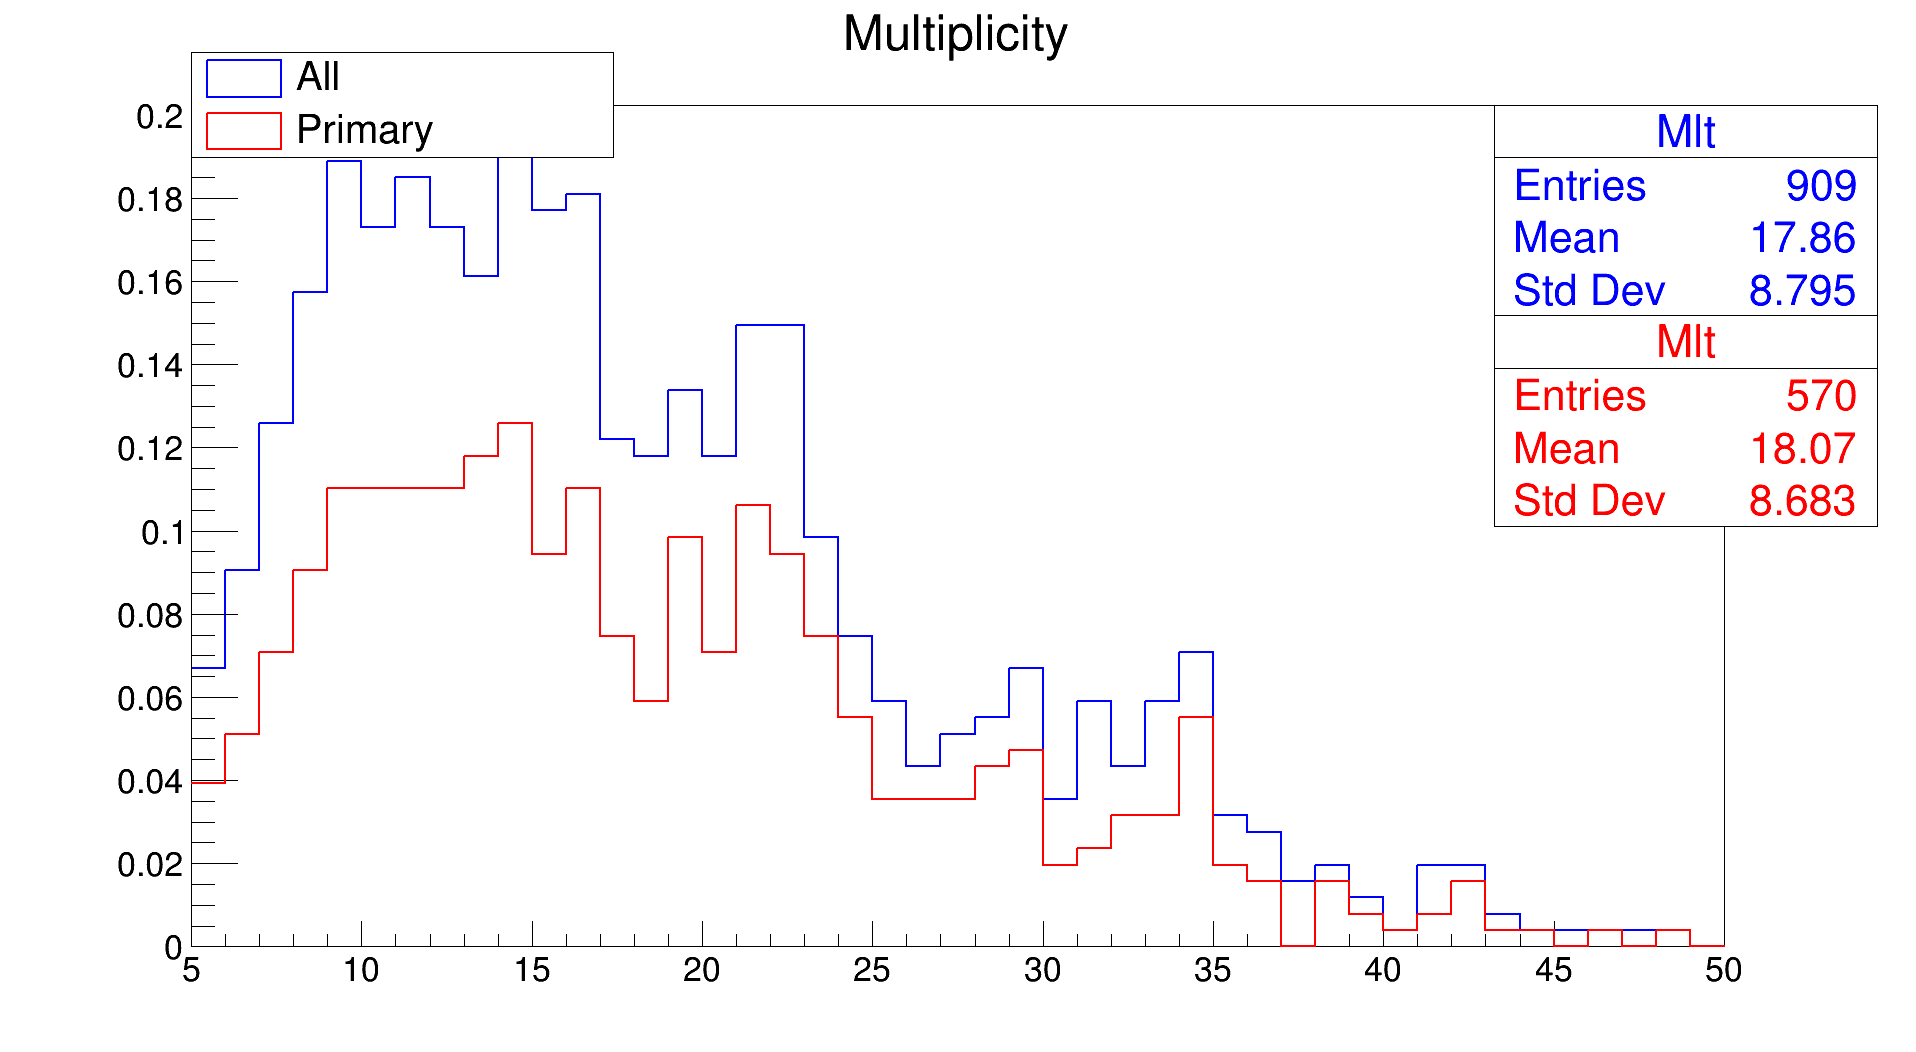 Multiplicity
All
Primary
Mlt
Entries 909
Mean 17.86
Std Dev 8.795
Mlt
Entries 570
Mean 18.07
Std Dev 8.683
0.2
0.18
0.16
0.14
0.12
0.1
0.08
0.06
0.04
0.02
0
5 10 15 20 25 30 35 40 45 50